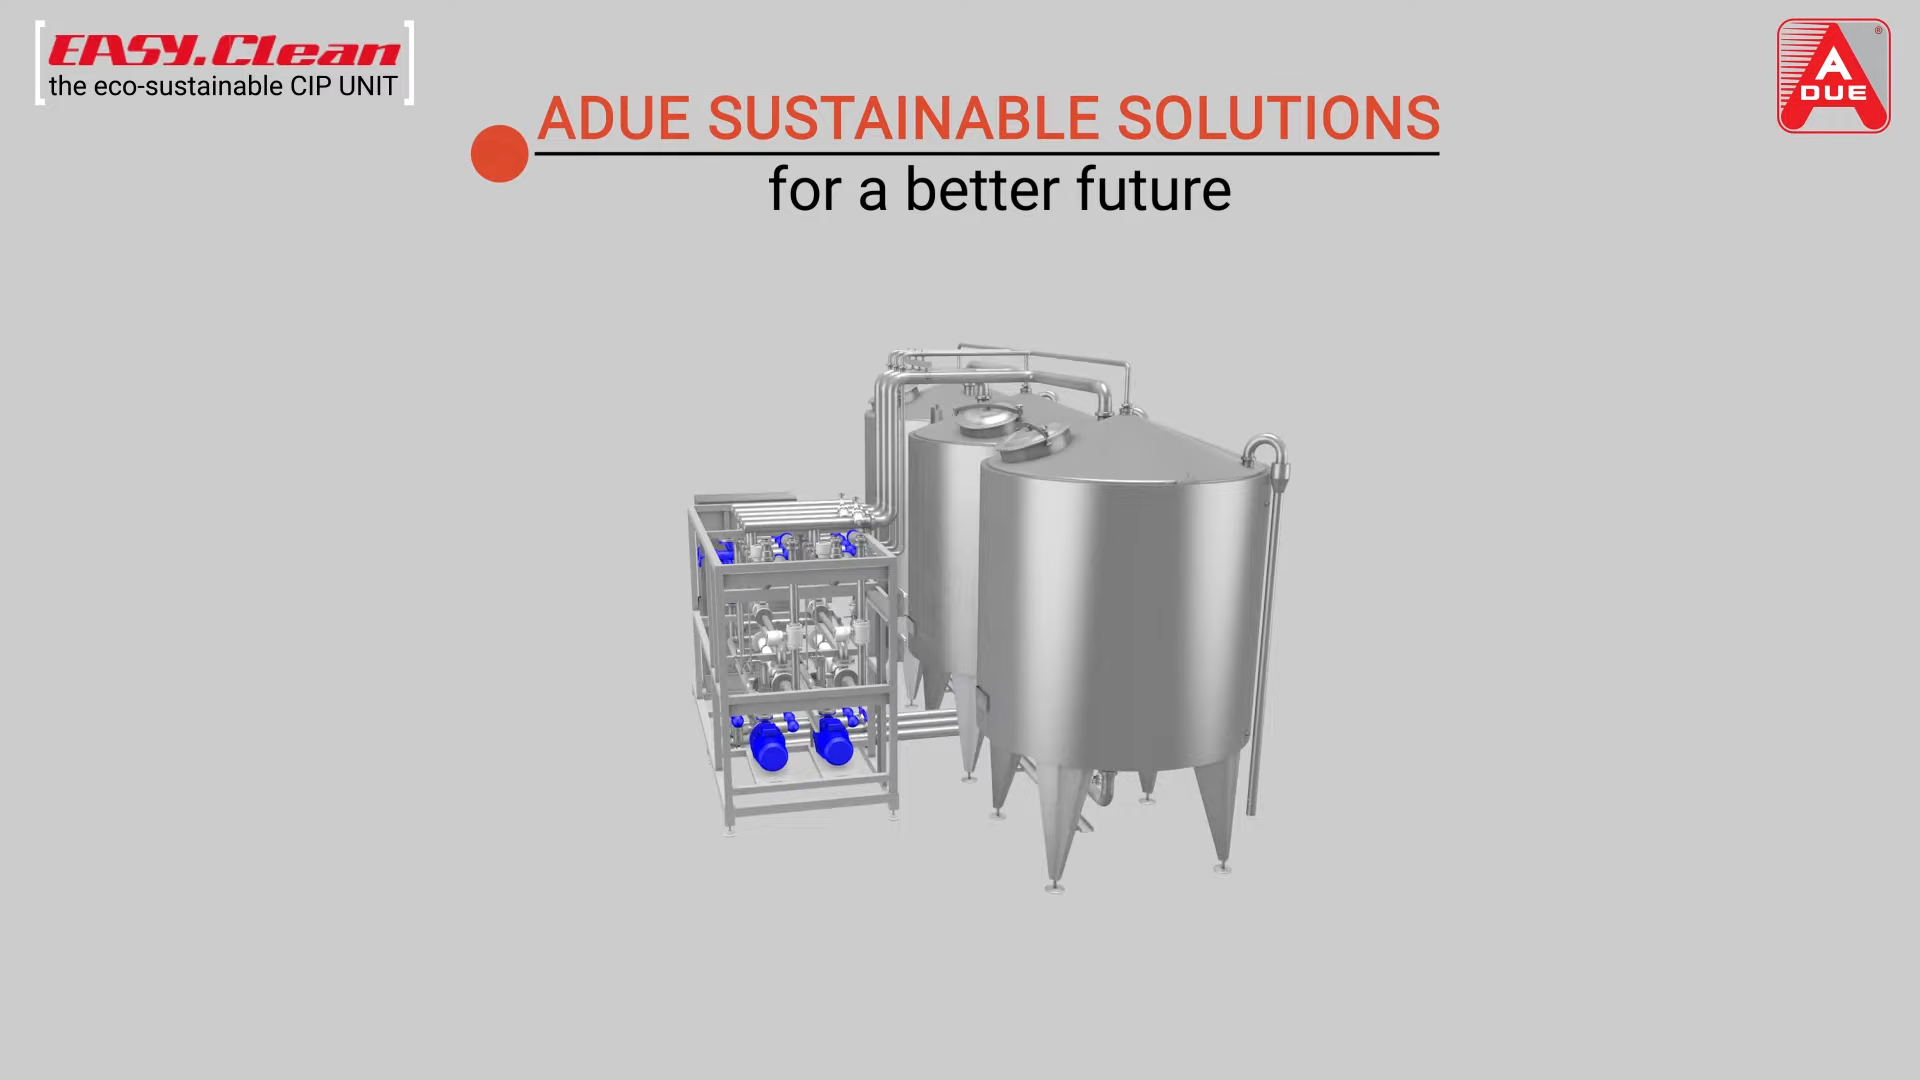 EASY.Clean
the eco-sustainable CIP UNIT
ADUE SUSTAINABLE SOLUTIONS
for a better future
A
DUE
®